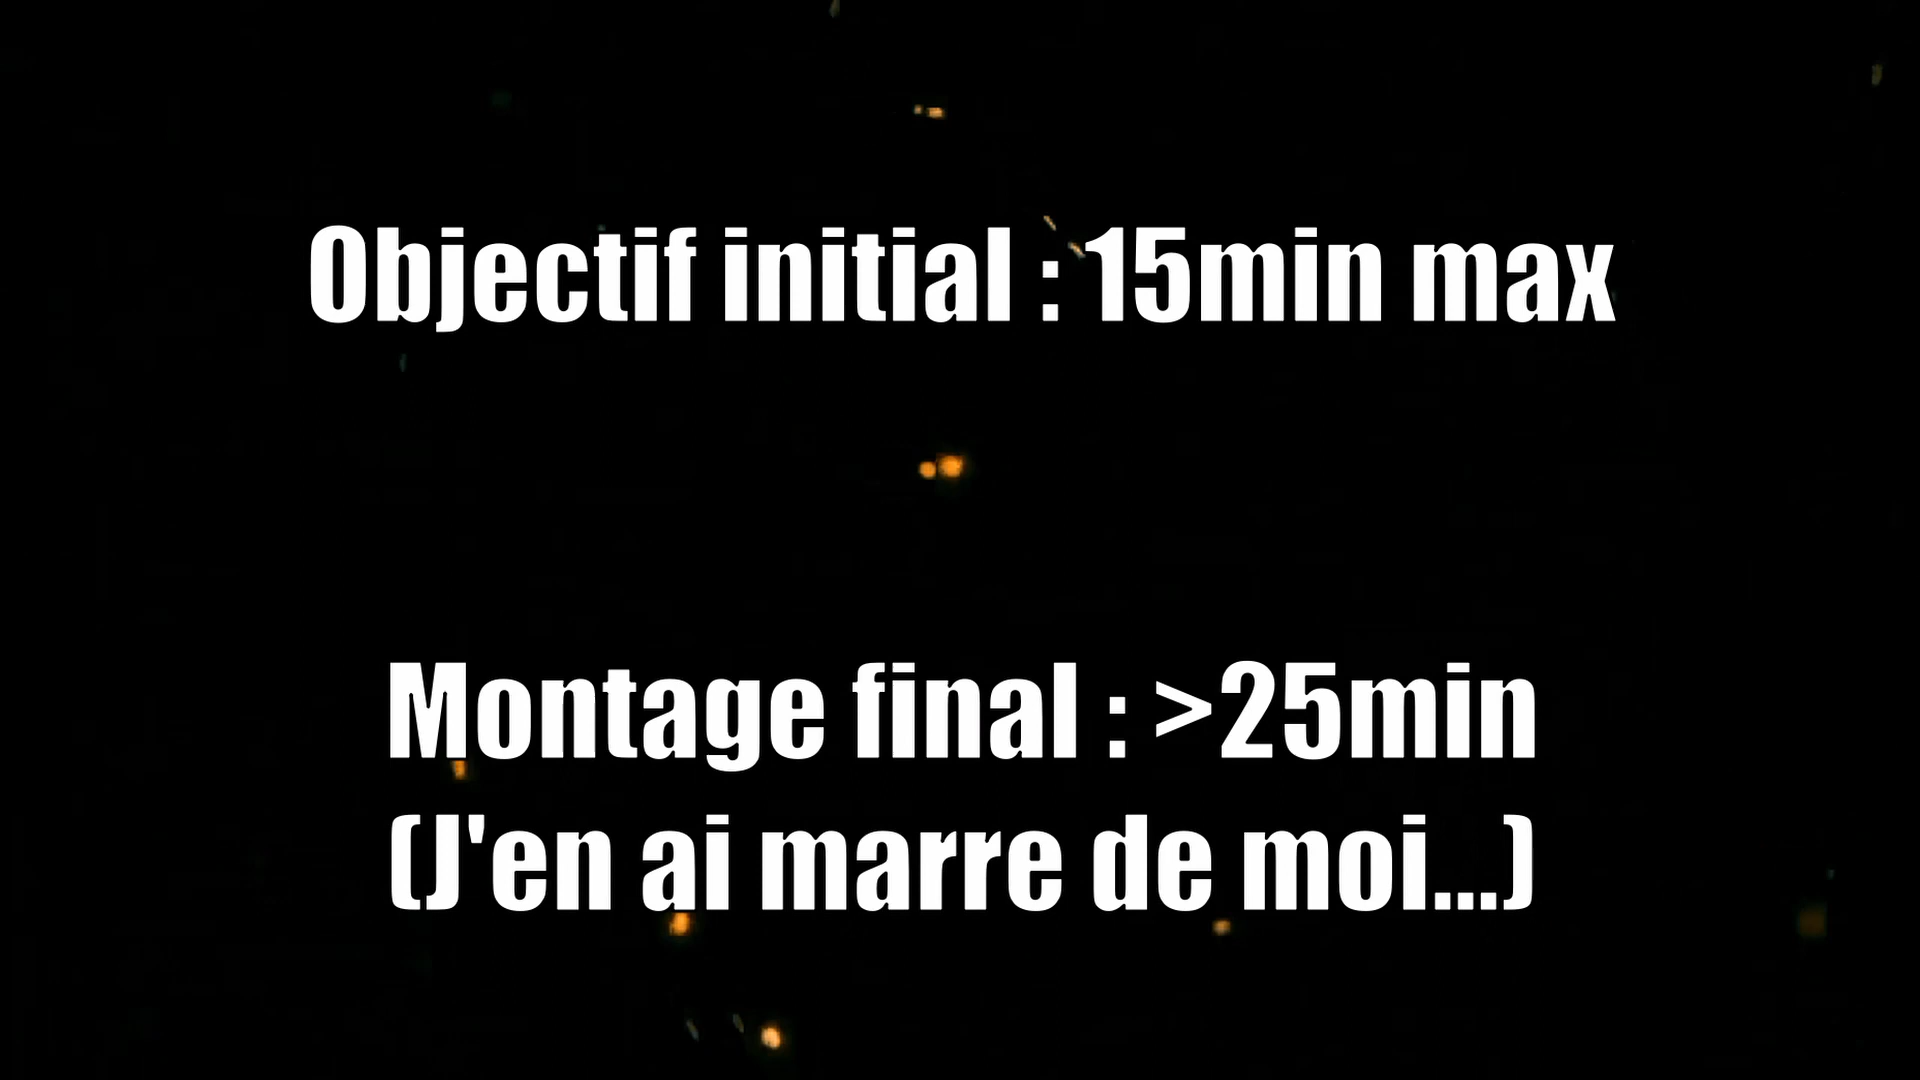 Objectif initial : 15min max
Montage final : >25min
(J'en ai marre de moi...)